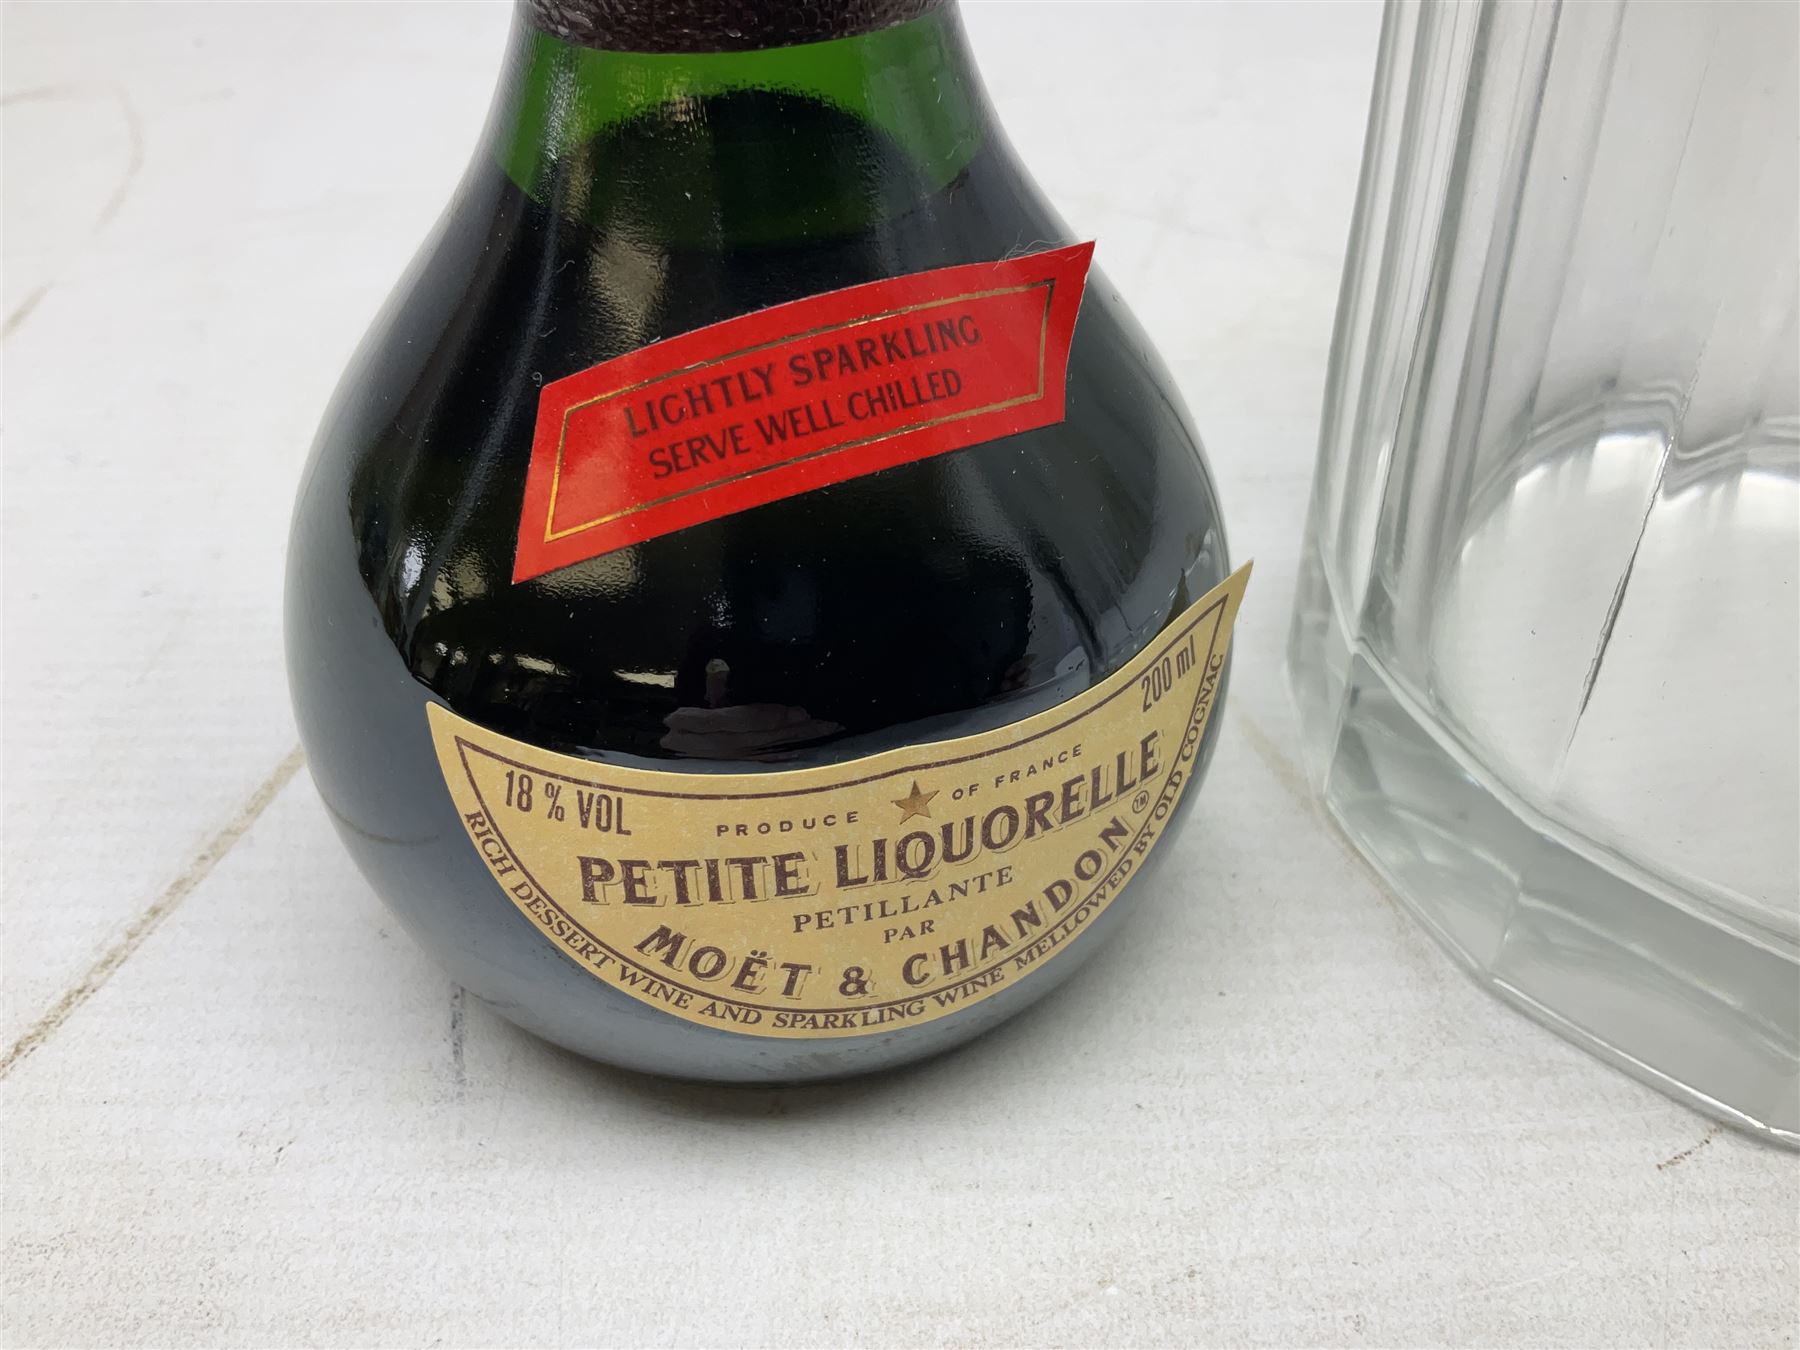 LIGHTLY SPARKLING
SERVE WELL CHILLED
18 % VOL
PRODUCE OF FRANCE
200 ml
PETITE LIQUORELLE
PETILLANTE
PAR
MOËT & CHANDON TM
RICH DESSERT WINE AND SPARKLING WINE MELLOWED BY OLD COGNAC